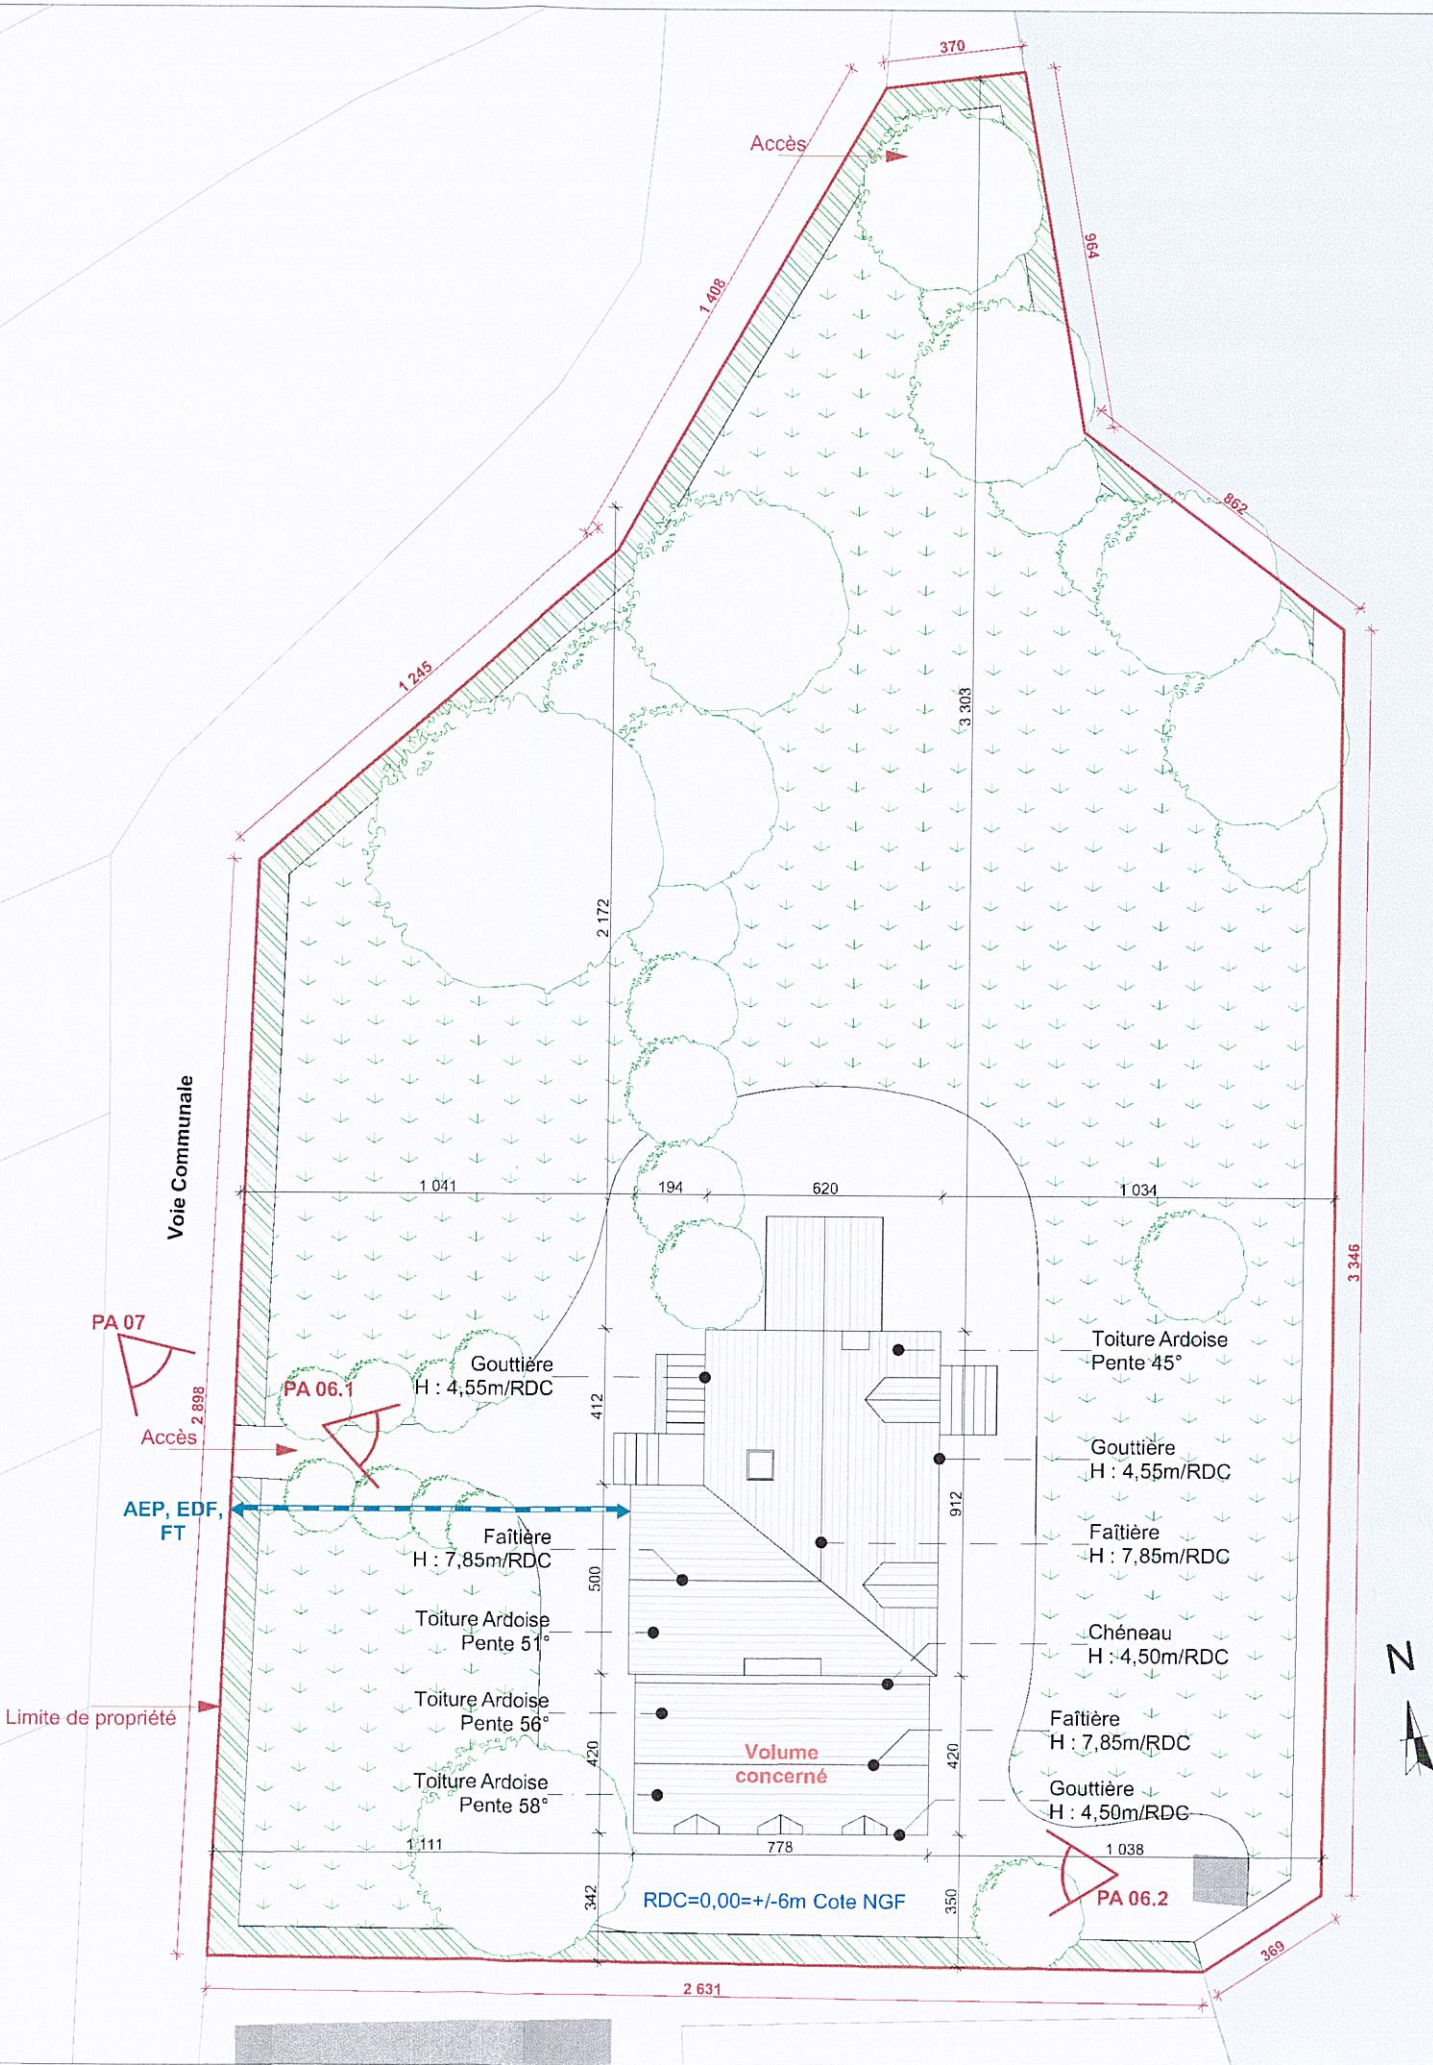 370
Accès
964
1 408
862
1 245
3 303
2 172
Voie Communale
1 041
194
620
1 034
3 346
PA 07
2 898
PA 06.1
Gouttière
H : 4,55m/RDC
412
Toiture Ardoise
Pente 45°
Accès
Gouttière
H : 4,55m/RDC
AEP, EDF,
FT
912
Faîtière
H : 7,85m/RDC
Faîtière
H : 7,85m/RDC
500
Toiture Ardoise
Pente 51°
Chéneau
H : 4,50m/RDC
N
Limite de propriété
Toiture Ardoise
Pente 56°
Faîtière
H : 7,85m/RDC
420
Volume
concerné
420
Toiture Ardoise
Pente 58°
Gouttière
H : 4,50m/RDC
1 111
778
1 038
342
RDC=0,00=+/-6m Cote NGF
350
PA 06.2
369
2 631